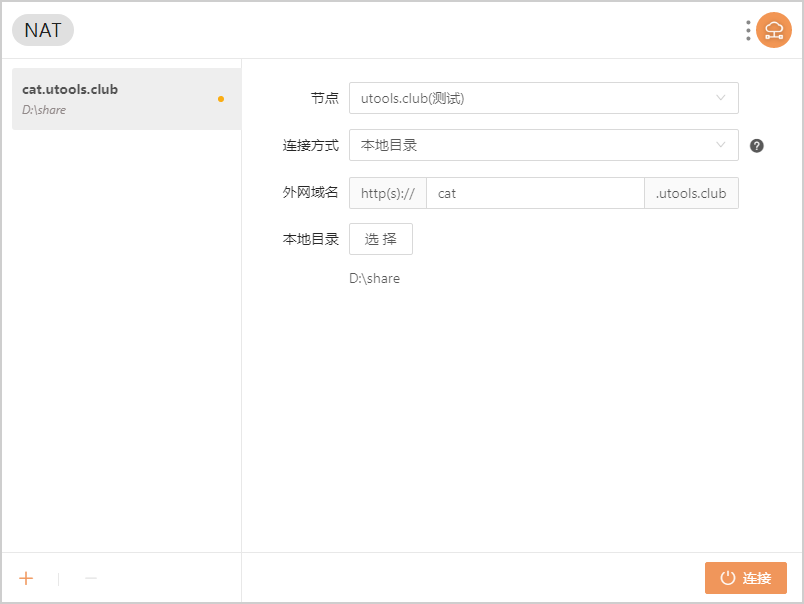 NAT
cat.utools.club
D:\share
节点 utools.club(测试)
连接方式 本地目录
外网域名 http(s):// cat .utools.club
本地目录 选 择
D:\share
连接